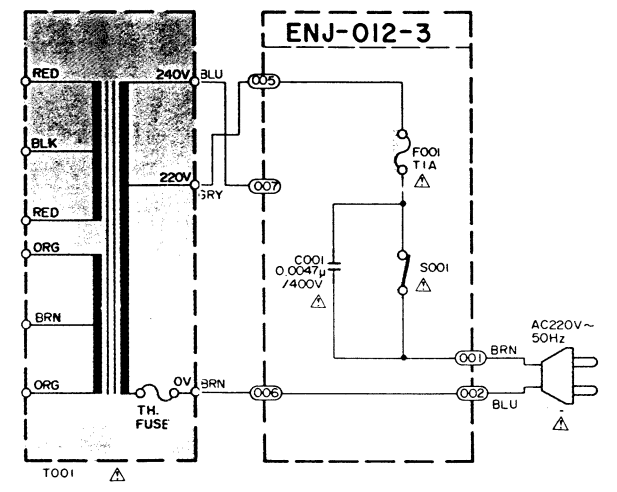 ENJ-012-3
RED
240V
BLU
005
BLK
F001
T1A
220V
GRY
007
RED
ORG
C001
0.0047µ
/400V
S001
BRN
AC220V~
50Hz
001
BRN
ORG
0V
BRN
006
002
BLU
TH.
FUSE
T001